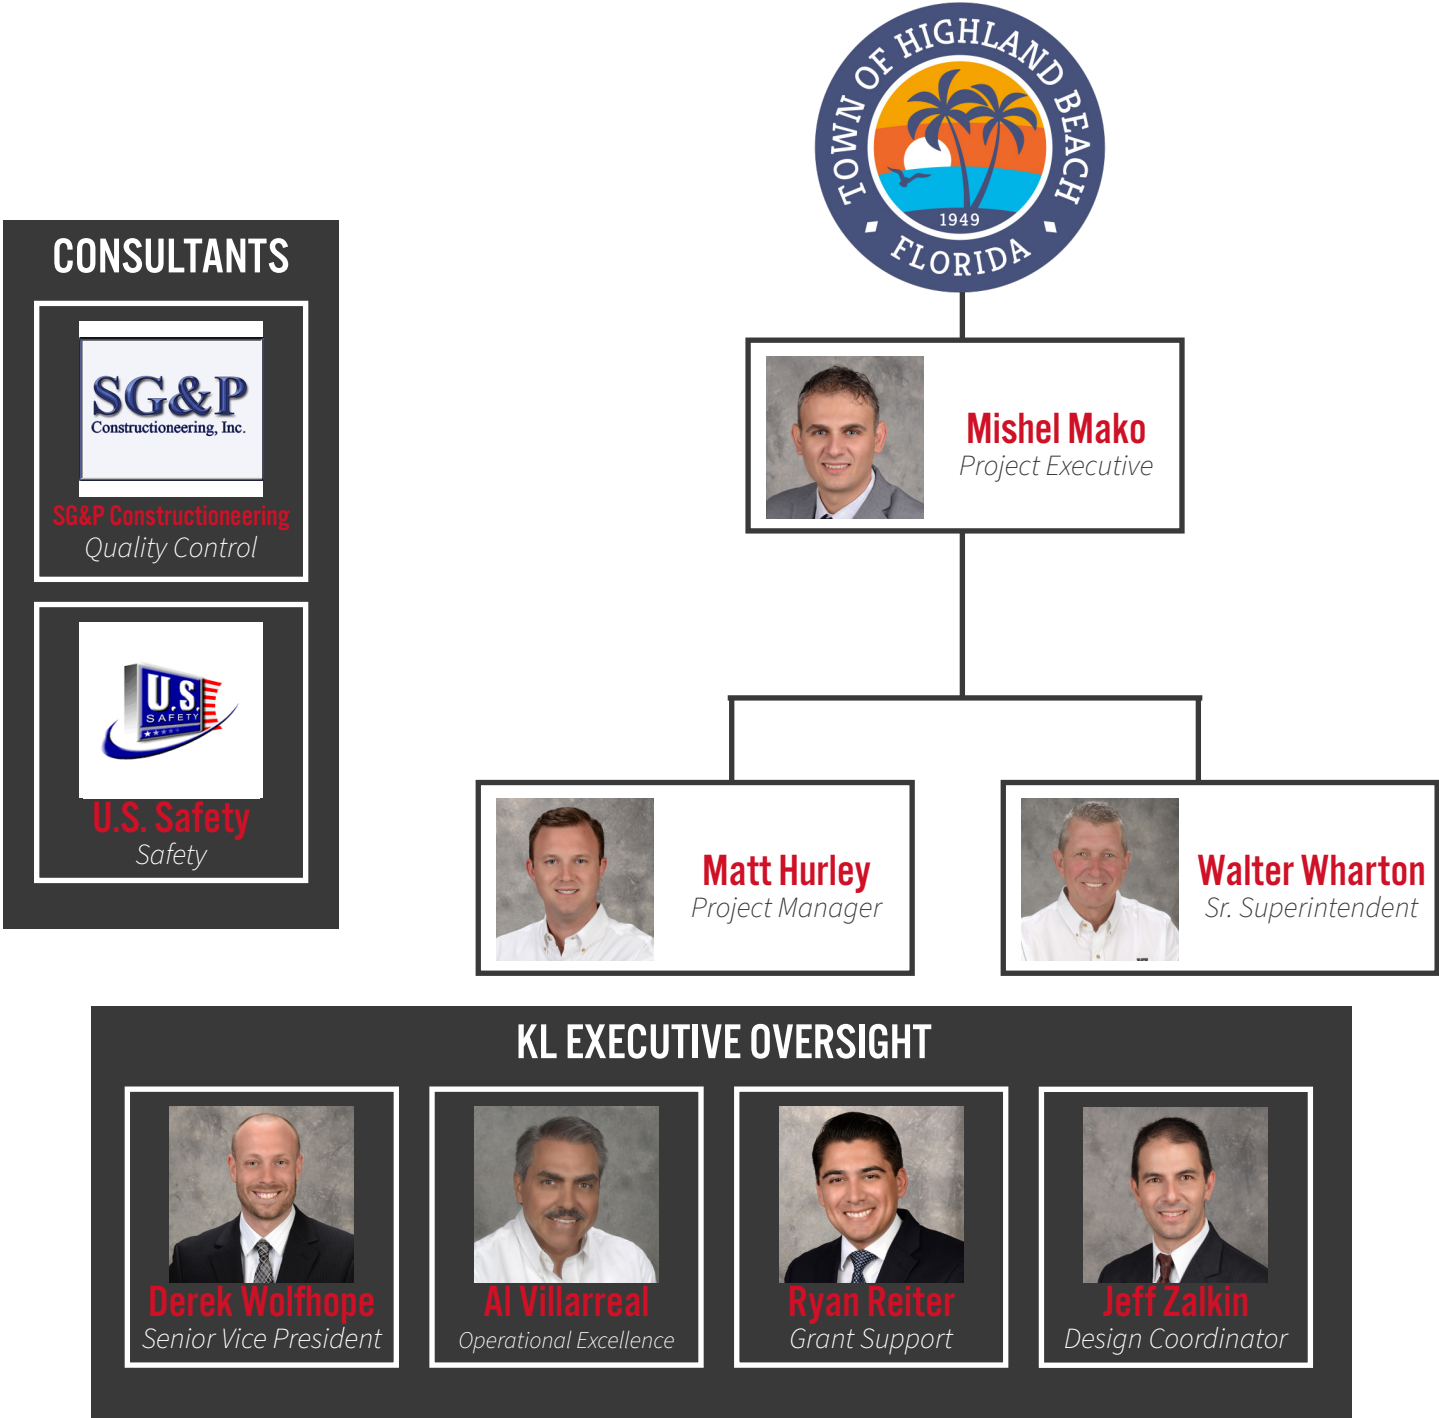 TOWN OF HIGHLAND BEACH
1949
FLORIDA
CONSULTANTS
SG&P
Constructioneering, Inc.
SG&P Constructioneering
Quality Control
U.S.
SAFETY
U.S. Safety
Safety
Mishel Mako
Project Executive
Matt Hurley
Project Manager
Walter Wharton
Sr. Superintendent
KL EXECUTIVE OVERSIGHT
Derek Wolfhope
Senior Vice President
Al Villarreal
Operational Excellence
Ryan Reiter
Grant Support
Jeff Zalkin
Design Coordinator